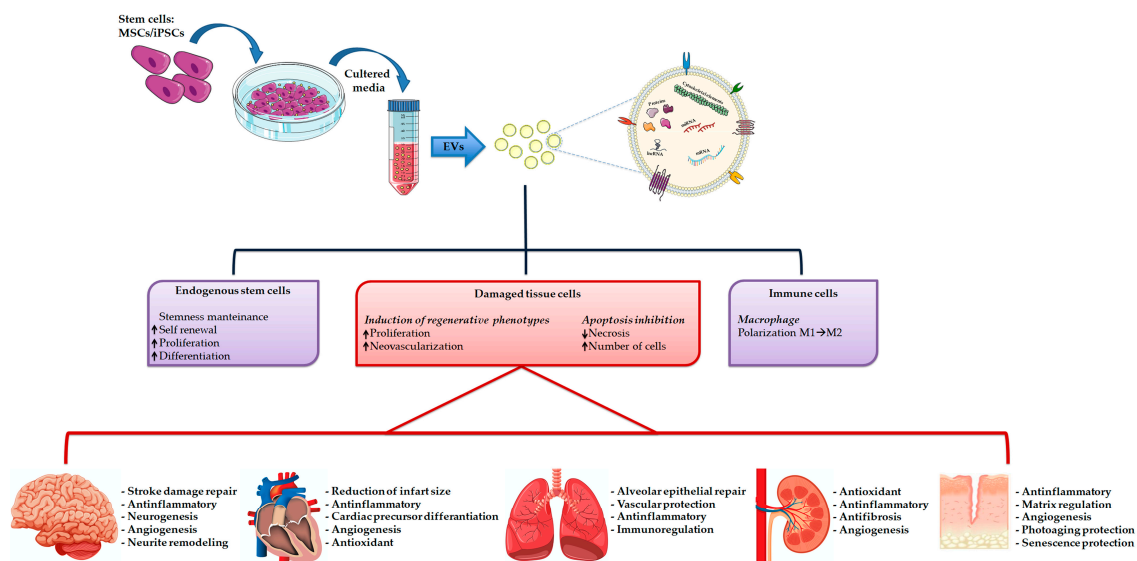 Stem cells:
MSCs/iPSCs
Cultured
media
EVs
Cytoskeletal elements
Proteins
miRNA
lncRNA
mRNA
Endogenous stem cells
Stemness manteinance
↑Self renewal
↑Proliferation
↑Differentiation
Damaged tissue cells
Induction of regenerative phenotypes
↑Proliferation
↑Neovascularization
Apoptosis inhibition
↓Necrosis
↑Number of cells
Immune cells
Macrophage
Polarization M1→M2
- Stroke damage repair
- Antinflammatory
- Neurogenesis
- Angiogenesis
- Neurite remodeling
- Reduction of infart size
- Antinflammatory
- Cardiac precursor differantiation
- Angiogenesis
- Antioxidant
- Alveolar epithelial repair
- Vascular protection
- Antinflammatory
- Immunoregulation
- Antioxidant
- Antinflammatory
- Antifibrosis
- Angiogenesis
- Antinflammatory
- Matrix regulation
- Angiogenesis
- Photoaging protection
- Senescence protection